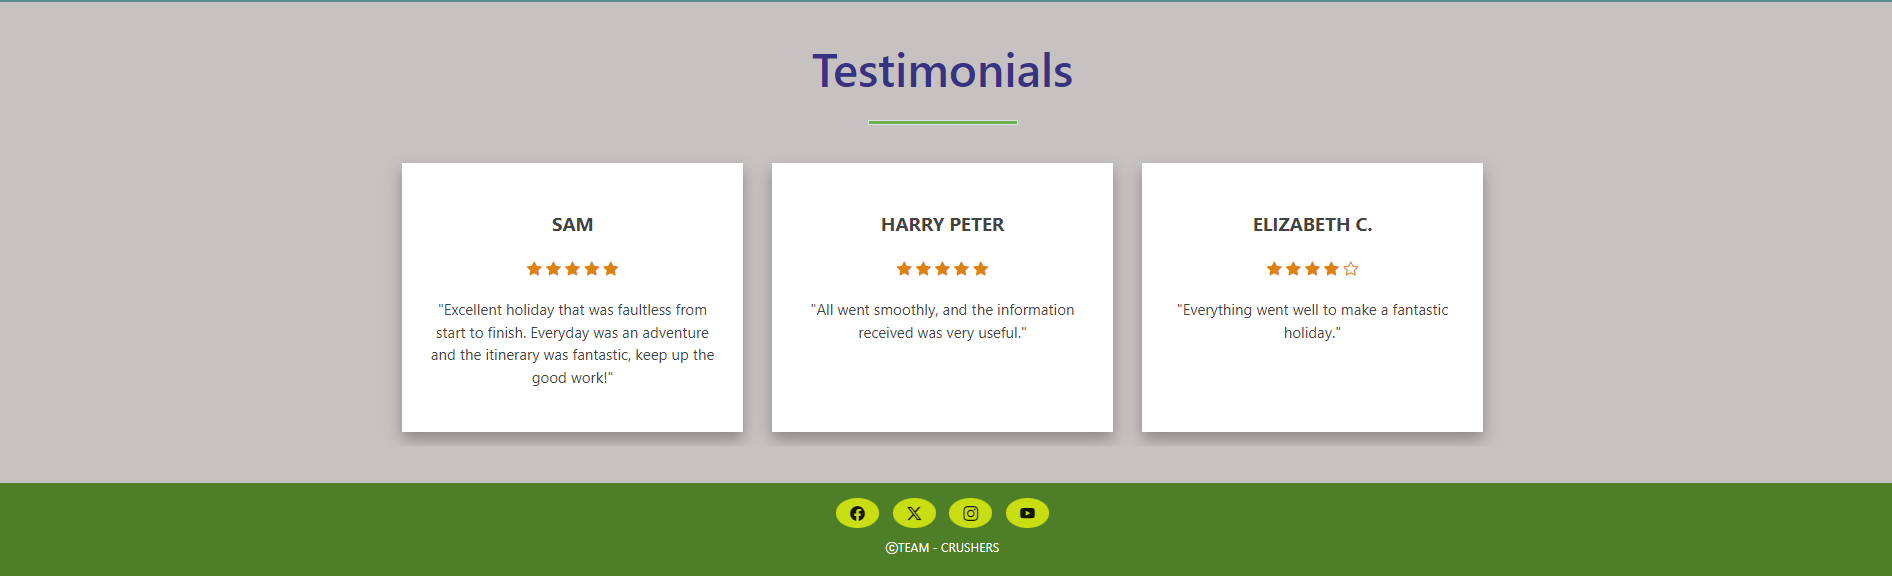 Testimonials
SAM
"Excellent holiday that was faultless from
start to finish. Everyday was an adventure
and the itinerary was fantastic, keep up the
good work!"
HARRY PETER
"All went smoothly, and the information
received was very useful."
ELIZABETH C.
"Everything went well to make a fantastic
holiday."
©TEAM - CRUSHERS